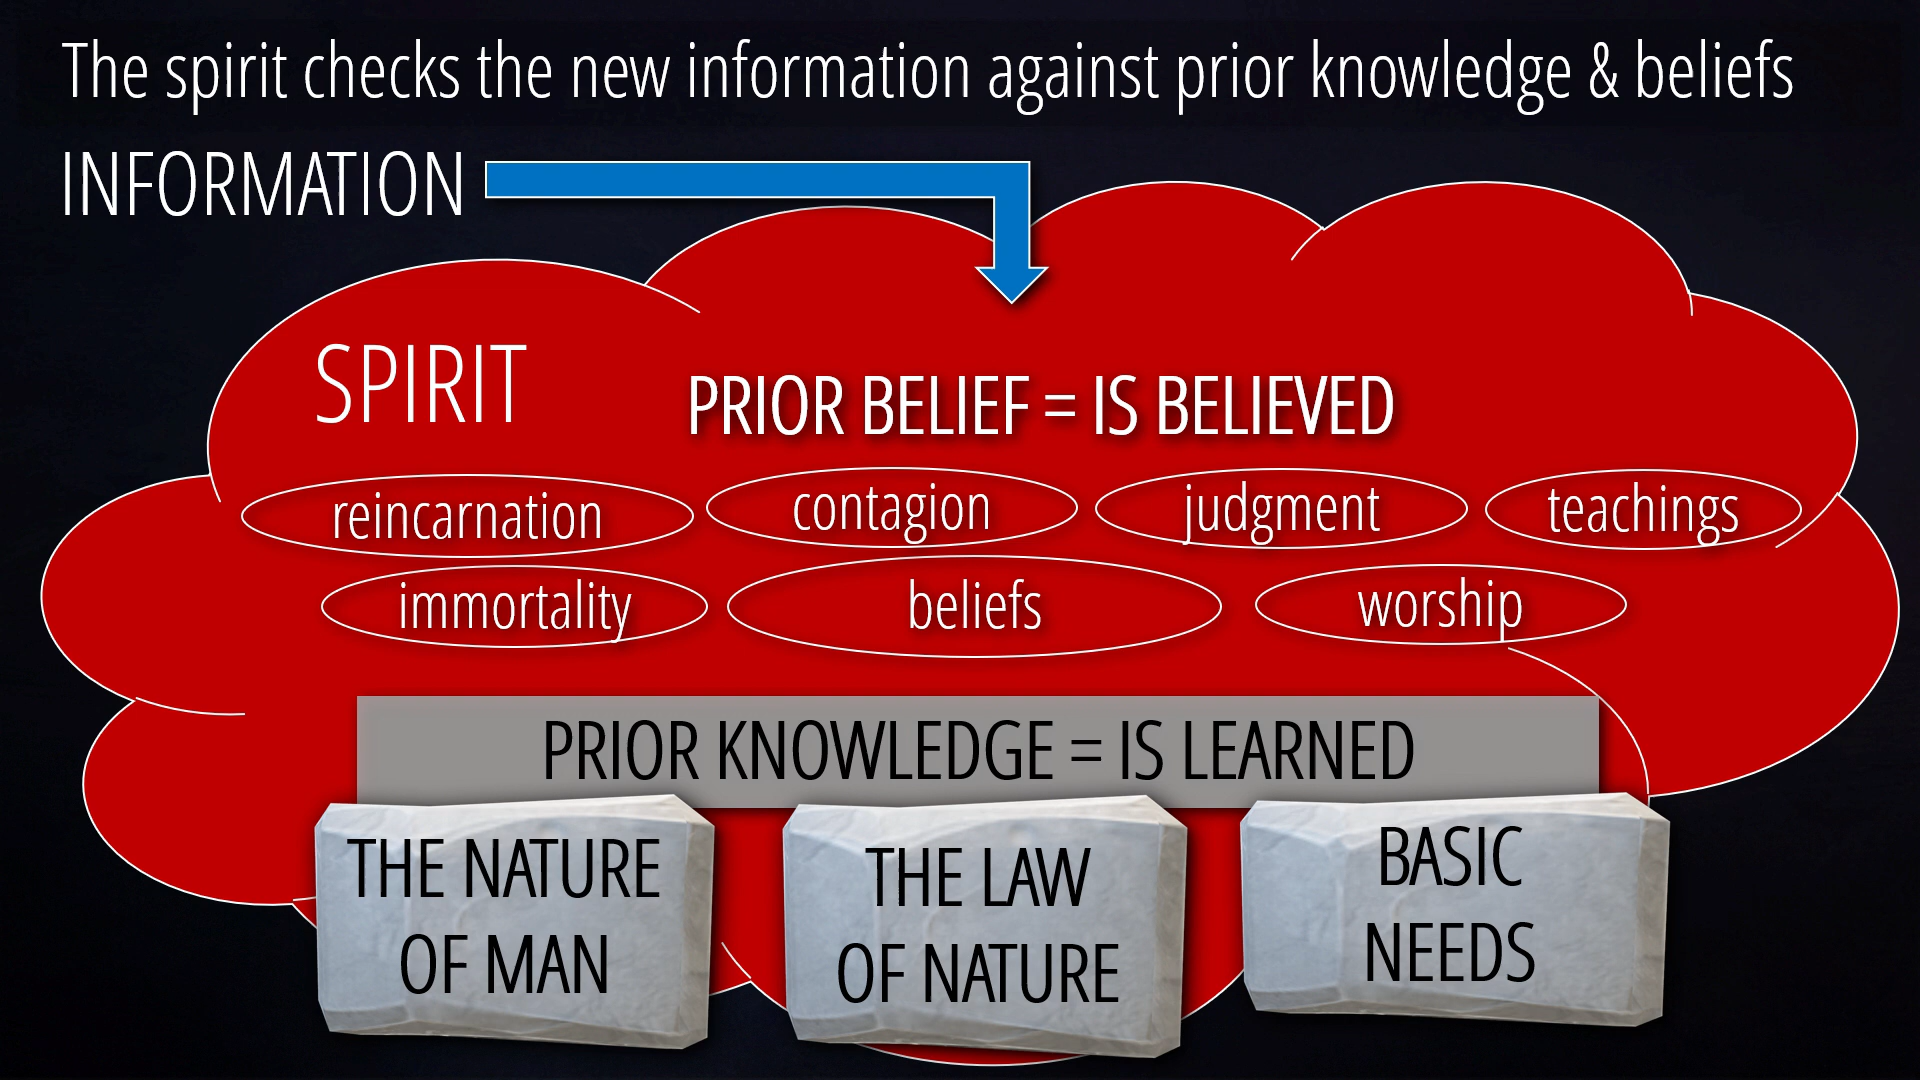 The spirit checks the new information against prior knowledge & beliefs
INFORMATION
SPIRIT
PRIOR BELIEF = IS BELIEVED
reincarnation
contagion
judgment
teachings
immortality
beliefs
worship
PRIOR KNOWLEDGE = IS LEARNED
THE NATURE
OF MAN
THE LAW
OF NATURE
BASIC
NEEDS